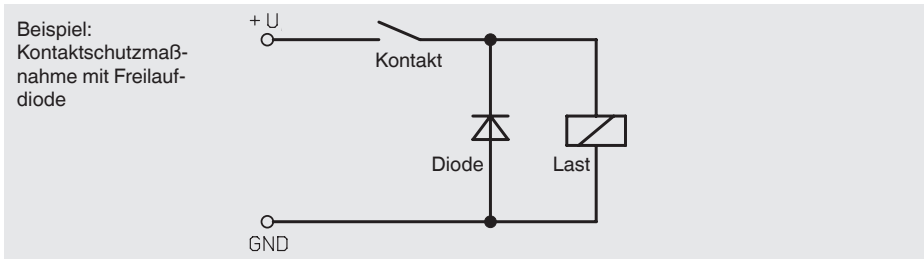 Beispiel:
Kontaktschutzmaß-
nahme mit Freilauf-
diode
+ U
Kontakt
Diode
Last
GND